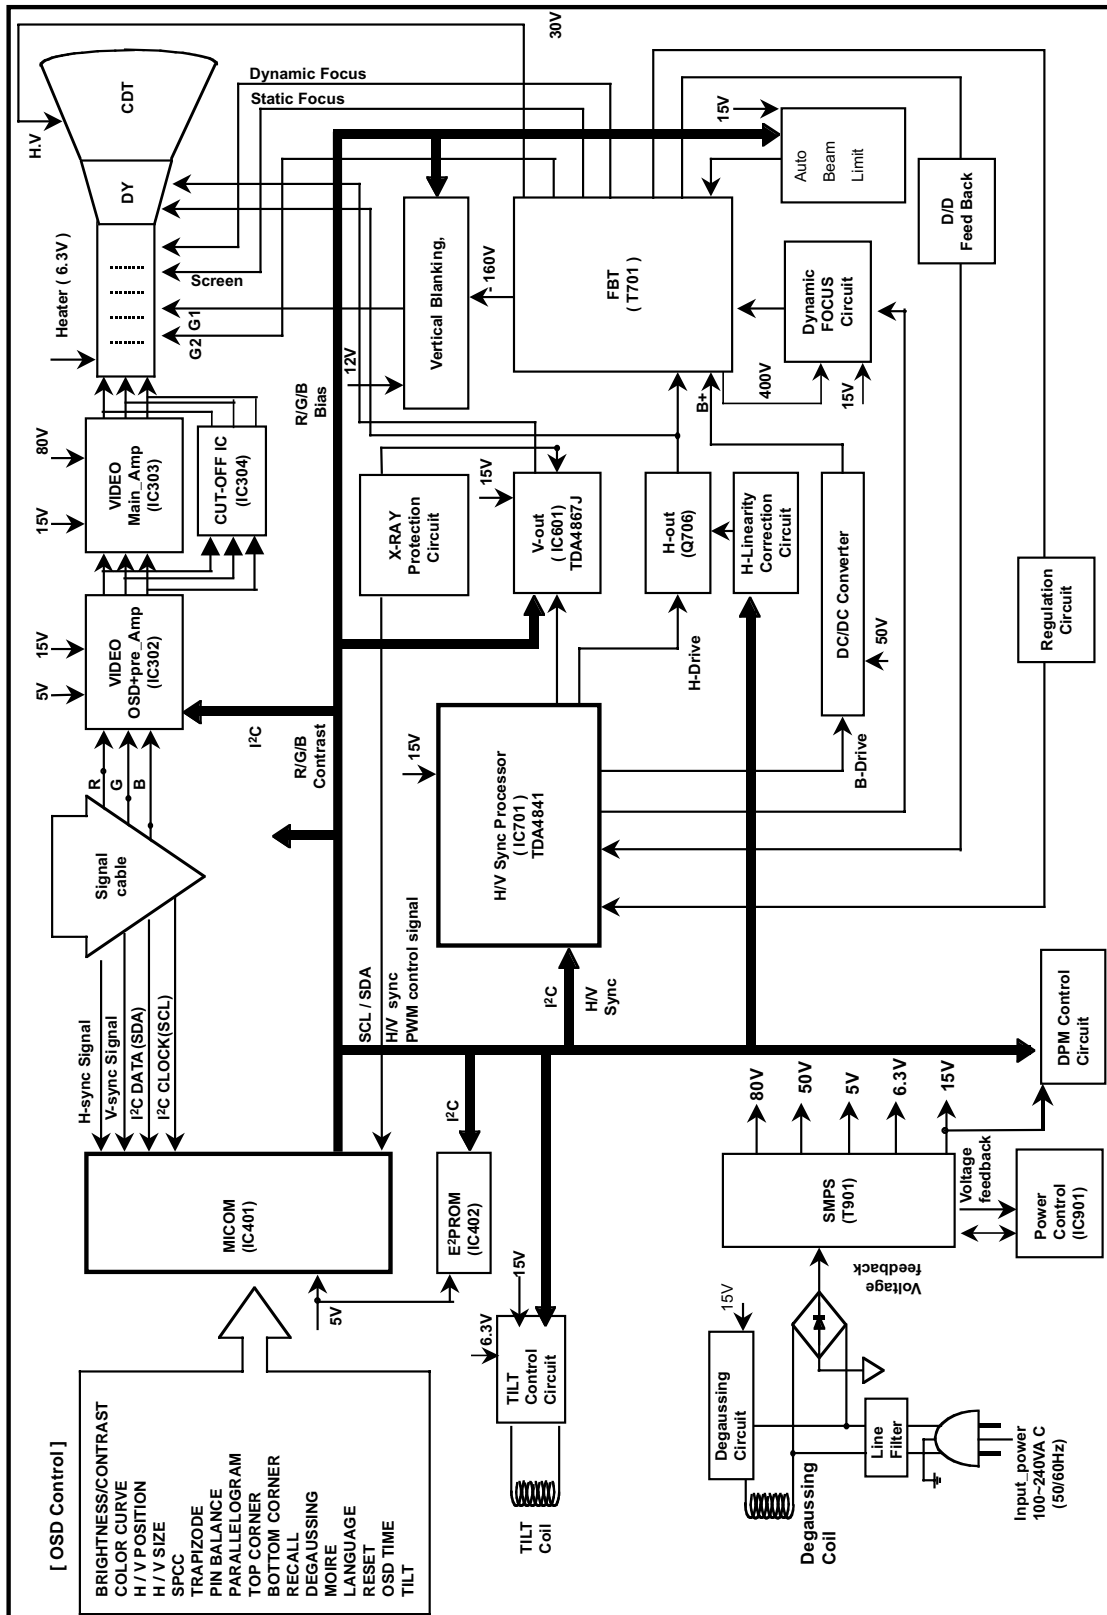 30V
H.V
CDT
DY
Dynamic Focus
Static Focus
Screen
G1
G2
Heater ( 6.3V )
15V
Auto
Beam
Limit
D/D
Feed Back
Vertical Blanking,
- 160V
12V
FBT
( T701 )
Dynamic
FOCUS
Circuit
400V
15V
B+
R/G/B
Bias
80V
15V
VIDEO
Main_Amp
(IC303)
CUT-OFF IC
(IC304)
X-RAY
Protection
Circuit
15V
V-out
( IC601)
TDA4867J
H-out
(Q706)
H-Linearity
Correction
Circuit
DC/DC Converter
50V
Regulation
Circuit
15V
5V
VIDEO
OSD+pre_Amp
(IC302)
H-Drive
I²C
R/G/B
Contrast
R
G
B
15V
H/V Sync Processor
( IC701 )
TDA4841
B-Drive
Signal
cable
SCL / SDA
H/V sync
PWM control signal
I²C
H/V
Sync
H-sync Signal
V-sync Signal
I²C DATA (SDA)
I²C CLOCK(SCL)
DPM Control
Circuit
MICOM
(IC401)
5V
I²C
E²PROM
(IC402)
80V
50V
5V
6.3V
15V
SMPS
(T901)
Voltage
feedback
Power
Control
(IC901)
Voltage
feedback
15V
6.3V
TILT
Control
Circuit
TILT
Coil
15V
Degaussing
Circuit
Degaussing
Coil
Line
Filter
Input_power
100~240VA C
(50/60Hz)
[ OSD Control ]
BRIGHTNESS/CONTRAST
COLOR CURVE
H / V POSITION
H / V SIZE
SPCC
TRAPIZODE
PIN BALANCE
PARALLELOGRAM
TOP CORNER
BOTTOM CORNER
RECALL
DEGAUSSING
MOIRE
LANGUAGE
RESET
OSD TIME
TILT